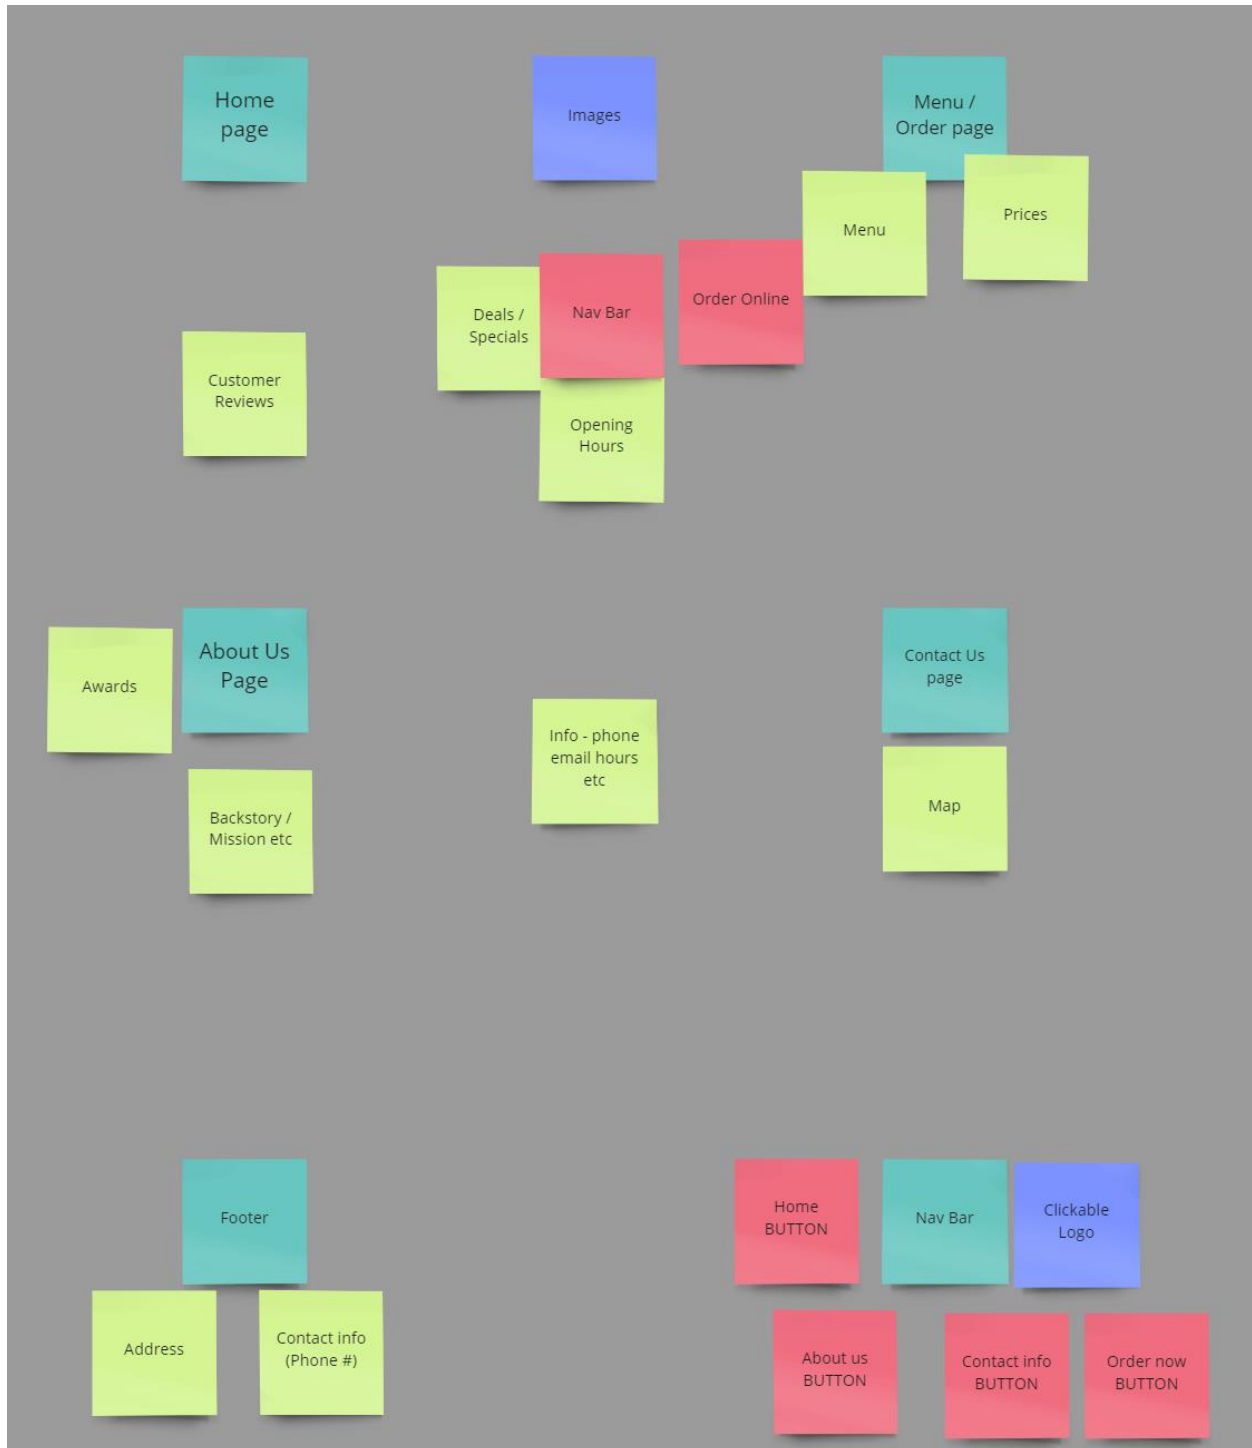 Home
page
Images
Menu /
Order page
Menu
Prices
Deals /
Specials
Nav Bar
Order Online
Customer
Reviews
Opening
Hours
Awards
About Us
Page
Backstory /
Mission etc
Info - phone
email hours
etc
Contact Us
page
Map
Footer
Address
Contact info
(Phone #)
Home
BUTTON
Nav Bar
Clickable
Logo
About us
BUTTON
Contact info
BUTTON
Order now
BUTTON